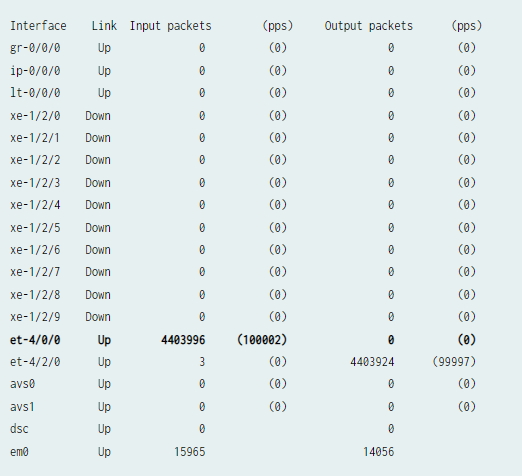 Interface Link Input packets (pps) Output packets (pps)
gr-0/0/0 Up 0 (0) 0 (0)
ip-0/0/0 Up 0 (0) 0 (0)
lt-0/0/0 Up 0 (0) 0 (0)
xe-1/2/0 Down 0 (0) 0 (0)
xe-1/2/1 Down 0 (0) 0 (0)
xe-1/2/2 Down 0 (0) 0 (0)
xe-1/2/3 Down 0 (0) 0 (0)
xe-1/2/4 Down 0 (0) 0 (0)
xe-1/2/5 Down 0 (0) 0 (0)
xe-1/2/6 Down 0 (0) 0 (0)
xe-1/2/7 Down 0 (0) 0 (0)
xe-1/2/8 Down 0 (0) 0 (0)
xe-1/2/9 Down 0 (0) 0 (0)
et-4/0/0 Up 4403996 (100002) 0 (0)
et-4/2/0 Up 3 (0) 4403924 (99997)
avs0 Up 0 (0) 0 (0)
avs1 Up 0 (0) 0 (0)
dsc Up 0 0
em0 Up 15965 14056